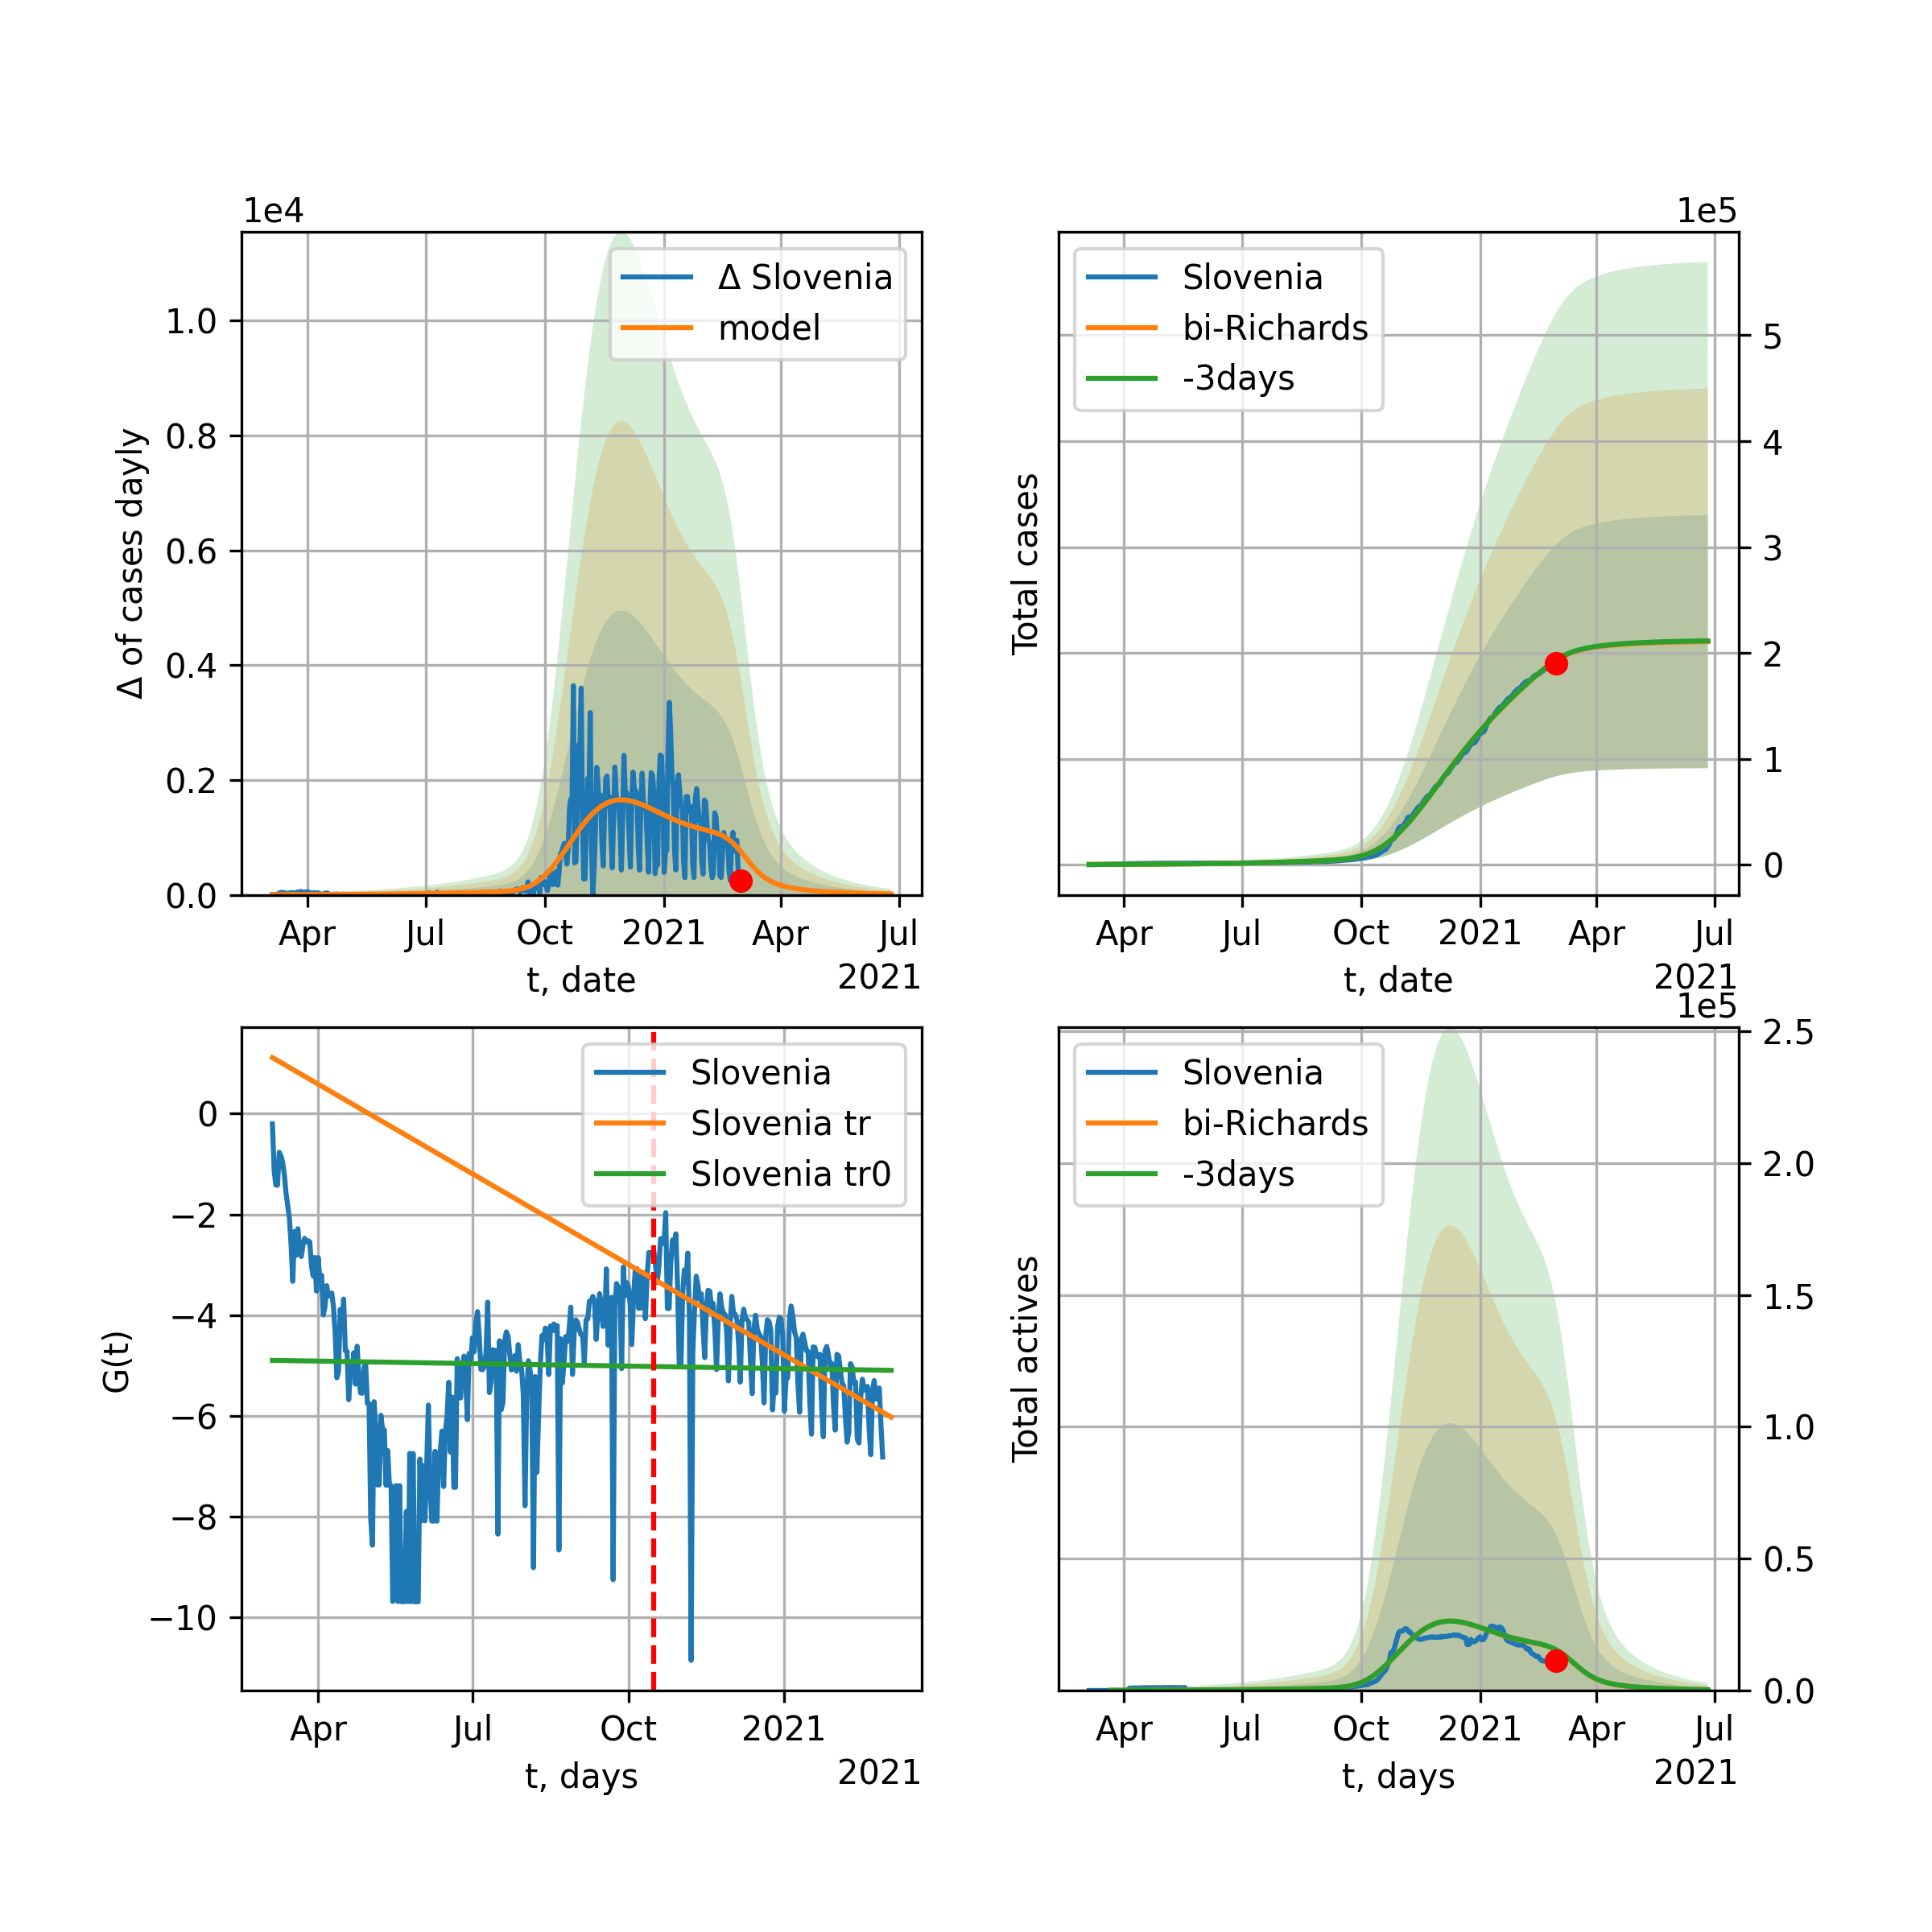 1e4
Δ of cases dayly
1.0
0.8
0.6
0.4
0.2
0.0
Δ Slovenia
model
Apr Jul Oct 2021 Apr Jul
t, date
2021
1e5
Total cases
Slovenia
bi-Richards
-3days
5
4
3
2
1
0
Apr Jul Oct 2021 Apr Jul
t, date
2021
G(t)
0
−2
−4
−6
−8
−10
Slovenia
Slovenia tr
Slovenia tr0
Apr Jul Oct 2021
t, days
2021
1e5
Total actives
Slovenia
bi-Richards
-3days
2.5
2.0
1.5
1.0
0.5
0.0
Apr Jul Oct 2021 Apr Jul
t, days
2021